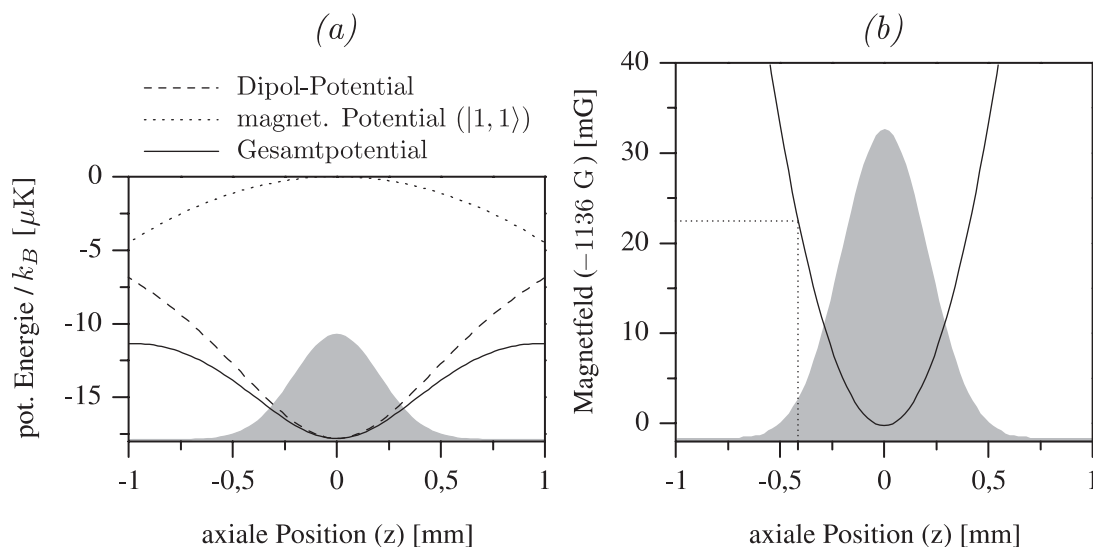 (a)
Dipol-Potential
magnet. Potential (|1, 1⟩)
Gesamtpotential
0
-5
-10
-15
pot. Energie / k_B [μK]
-1
-0,5
0
0,5
1
axiale Position (z) [mm]
(b)
40
30
20
10
0
Magnetfeld (−1136 G ) [mG]
-1
-0,5
0
0,5
1
axiale Position (z) [mm]